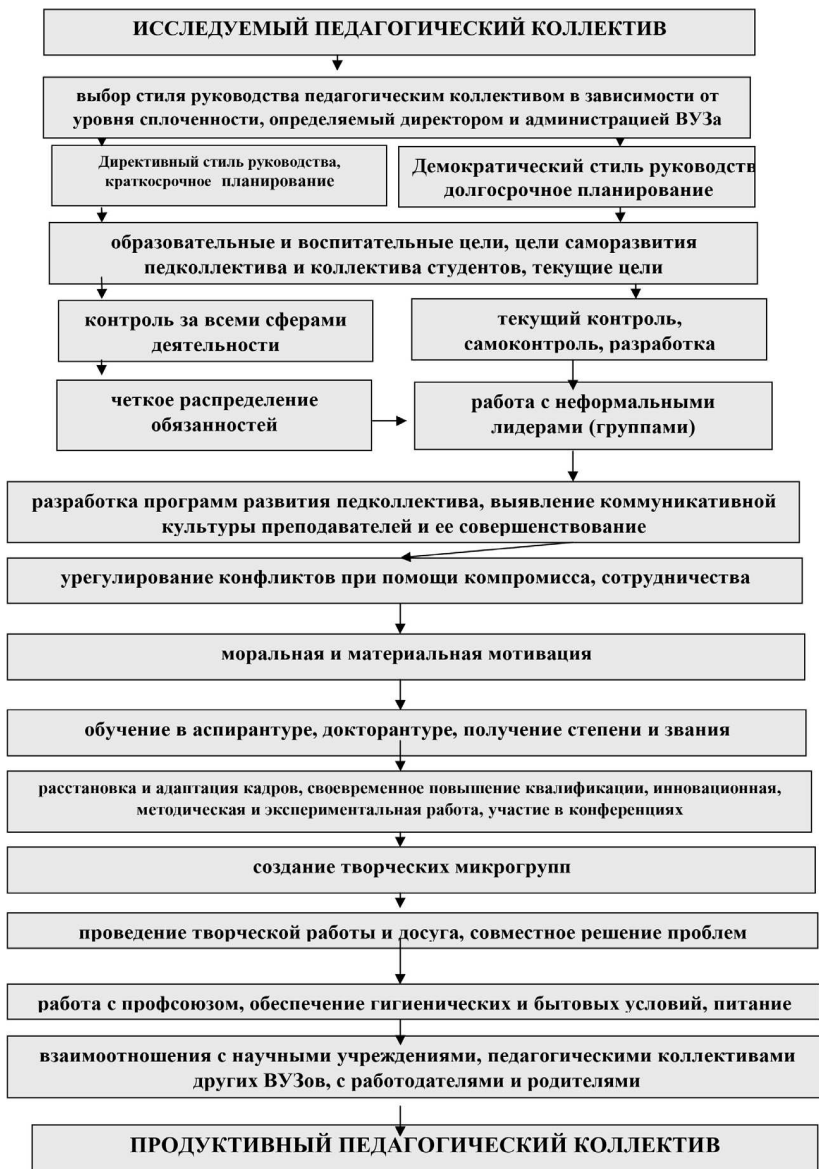 ИССЛЕДУЕМЫЙ ПЕДАГОГИЧЕСКИЙ КОЛЛЕКТИВ
выбор стиля руководства педагогическим коллективом в зависимости от
уровня сплоченности, определяемый директором и администрацией ВУЗа
Директивный стиль руководства,
краткосрочное планирование
Демократический стиль руководств
долгосрочное планирование
образовательные и воспитательные цели, цели саморазвития
педколлектива и коллектива студентов, текущие цели
контроль за всеми сферами
деятельности
текущий контроль,
самоконтроль, разработка
четкое распределение
обязанностей
работа с неформальными
лидерами (группами)
разработка программ развития педколлектива, выявление коммуникативной
культуры преподавателей и ее совершенствование
урегулирование конфликтов при помощи компромисса, сотрудничества
моральная и материальная мотивация
обучение в аспирантуре, докторантуре, получение степени и звания
расстановка и адаптация кадров, своевременное повышение квалификации, инновационная,
методическая и экспериментальная работа, участие в конференциях
создание творческих микрогрупп
проведение творческой работы и досуга, совместное решение проблем
работа с профсоюзом, обеспечение гигиенических и бытовых условий, питание
взаимоотношения с научными учреждениями, педагогическими коллективами
других ВУЗов, с работодателями и родителями
ПРОДУКТИВНЫЙ ПЕДАГОГИЧЕСКИЙ КОЛЛЕКТИВ